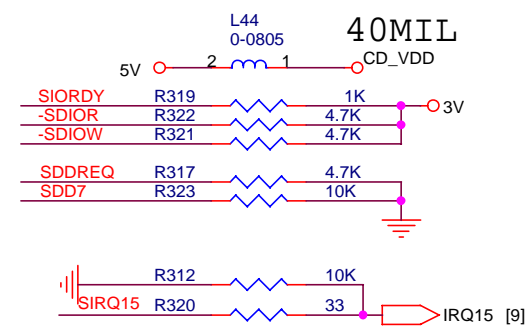 L44
40MIL
0-0805
5V 2 1 CD_VDD
SIORDY R319 1K 3V
-SDIOR R322 4.7K
-SDIOW R321 4.7K
SDDREQ R317 4.7K
SDD7 R323 10K
R312 10K
SIRQ15 R320 33 IRQ15 [9]